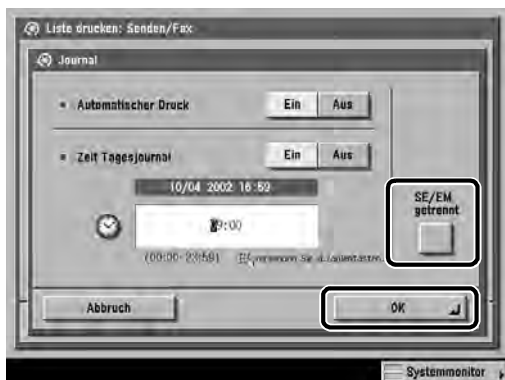 Liste drucken: Senden/Fax
Journal
Automatischer Druck
Ein
Aus
Zeit Tagesjournal
Ein
Aus
10/04 2002 16:59
9:00
(00:00-23:59)
SE/EM
getrennt
Abbruch
OK
Systemmonitor